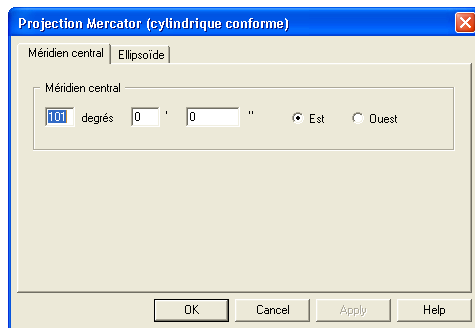 Projection Mercator (cylindrique conforme)
Méridien central Ellipsoïde
Méridien central
101 degrés 0 ' 0 " Est Ouest
OK Cancel Apply Help